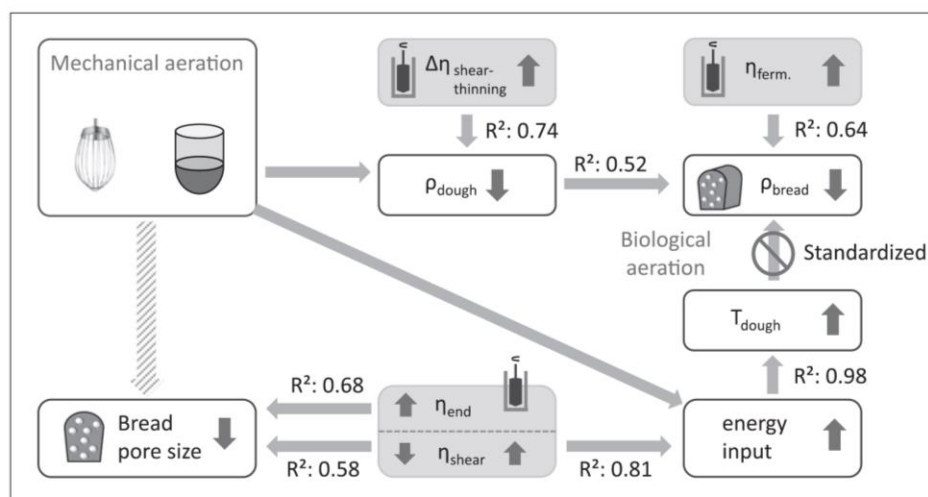 Mechanical aeration
Δη shear-
thinning
η ferm.
R²: 0.74
R²: 0.64
ρ dough
R²: 0.52
ρ bread
Biological
aeration
Standardized
T dough
R²: 0.98
R²: 0.68
Bread
pore size
η end
η shear
energy
input
R²: 0.58
R²: 0.81